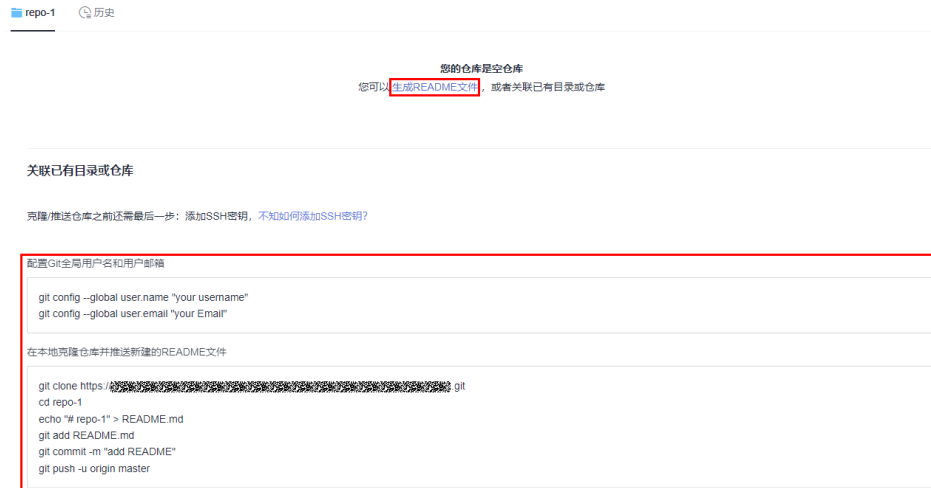 repo-1 历史
您的仓库是空仓库
您可以 生成README文件 ，或者关联已有目录或仓库
关联已有目录或仓库
克隆/推送仓库之前还需最后一步：添加SSH密钥，不知如何添加SSH密钥?
配置Git全局用户名和用户邮箱
git config --global user.name "your username"
git config --global user.email "your Email"
在本地克隆仓库并推送新建的README文件
git clone https:/ .git
cd repo-1
echo "# repo-1" > README.md
git add README.md
git commit -m "add README"
git push -u origin master